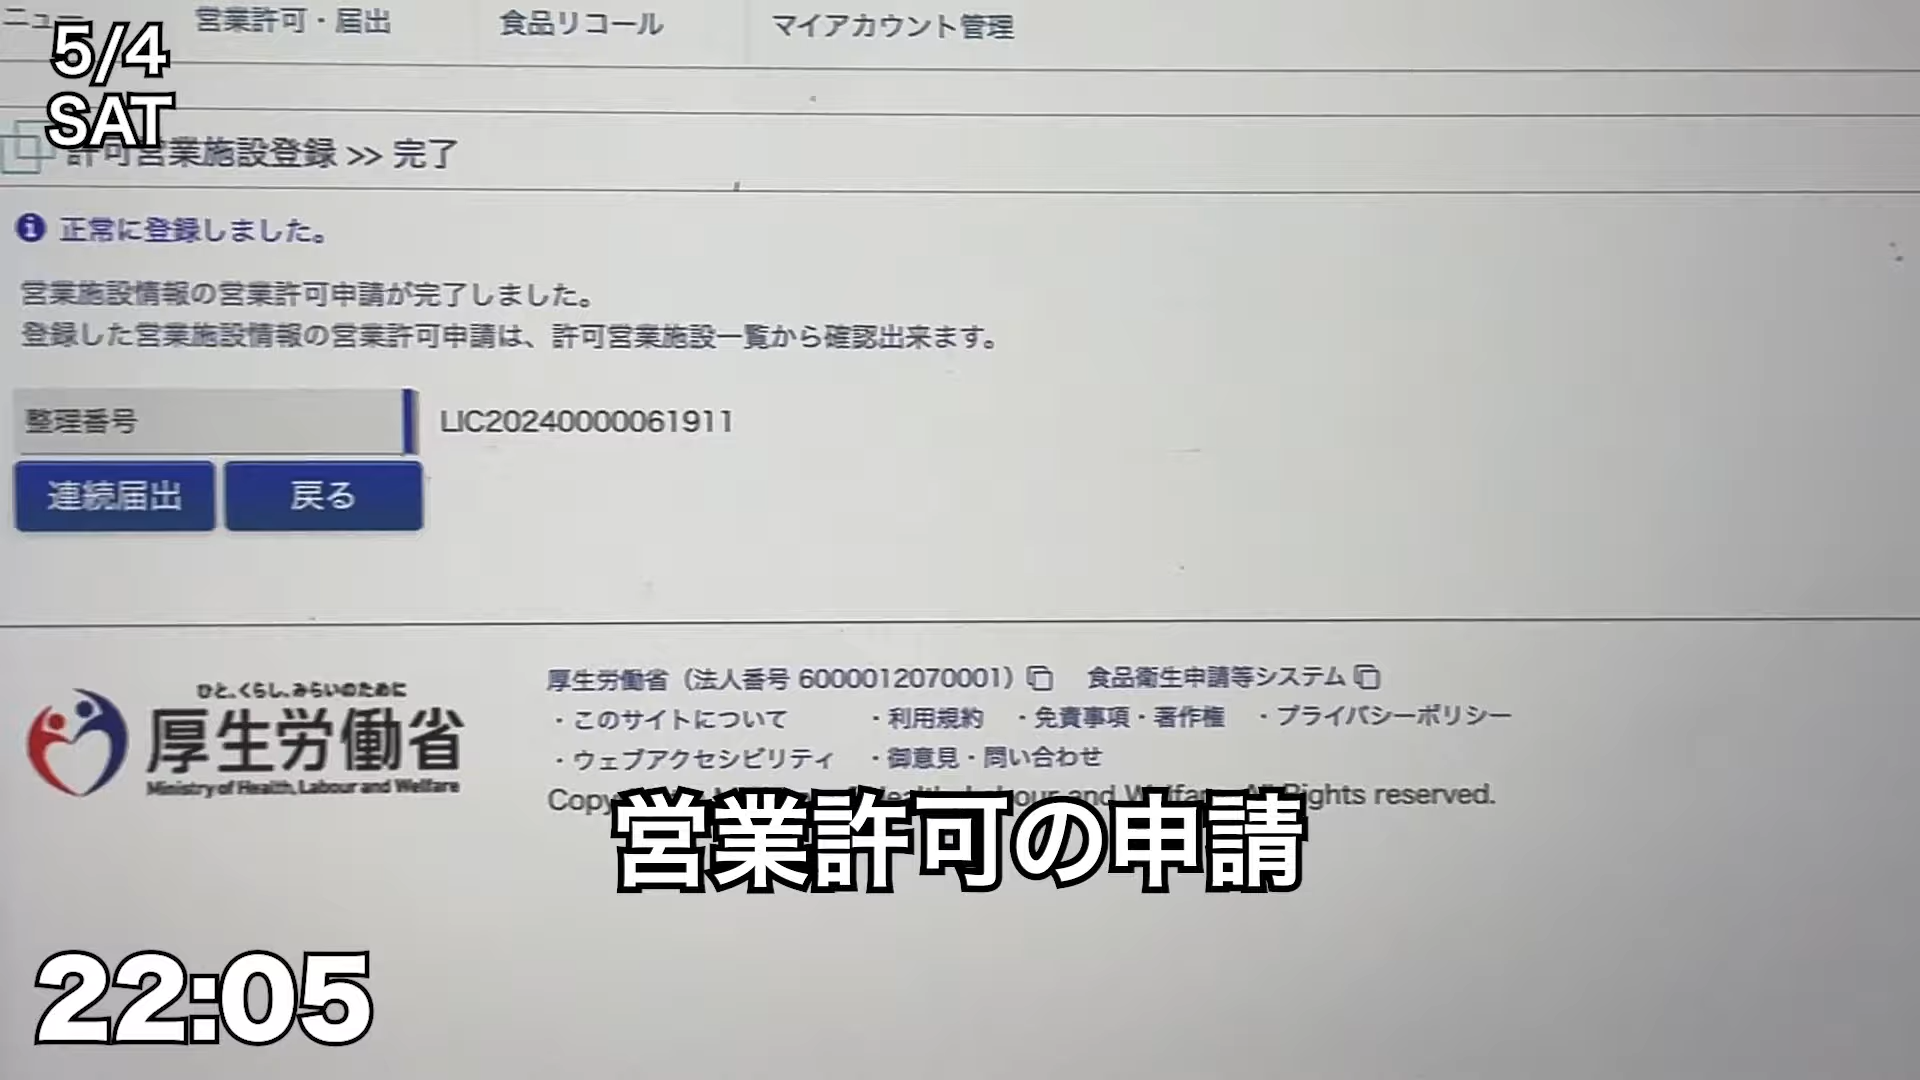 営業許可・届出
食品リコール
マイアカウント管理
5/4
SAT
許可営業施設登録 >> 完了
正常に登録しました。
営業施設情報の営業許可申請が完了しました。
登録した営業施設情報の営業許可申請は、許可営業施設一覧から確認出来ます。
整理番号
LIC20240000061911
連続届出
戻る
ひと、くらし、みらいのために
厚生労働省
Ministry of Health, Labour and Welfare
厚生労働省（法人番号 6000012070001） 食品衛生申請等システム
・このサイトについて ・利用規約 ・免責事項・著作権 ・プライバシーポリシー
・ウェブアクセシビリティ ・御意見・問い合わせ
Health, Labour and Welfare. All Rights reserved.
営業許可の申請
22:05